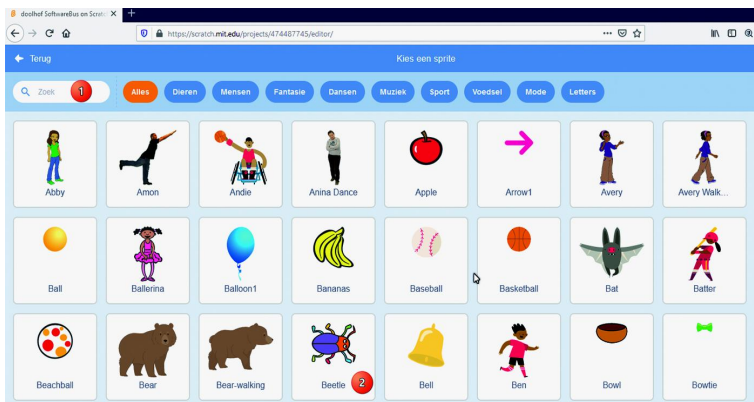 doolhof SoftwareBus on Scratc
https://scratch.mit.edu/projects/474487745/editor/
Terug
Kies een sprite
Zoek
1
Alles Dieren Mensen Fantasie Dansen Muziek Sport Voedsel Mode Letters
Abby Amon Andie Anina Dance Apple Arrow1 Avery Avery Walk...
Ball Ballerina Balloon1 Bananas Baseball Basketball Bat Batter
Beachball Bear Bear-walking Beetle 2 Bell Ben Bowl Bowtie